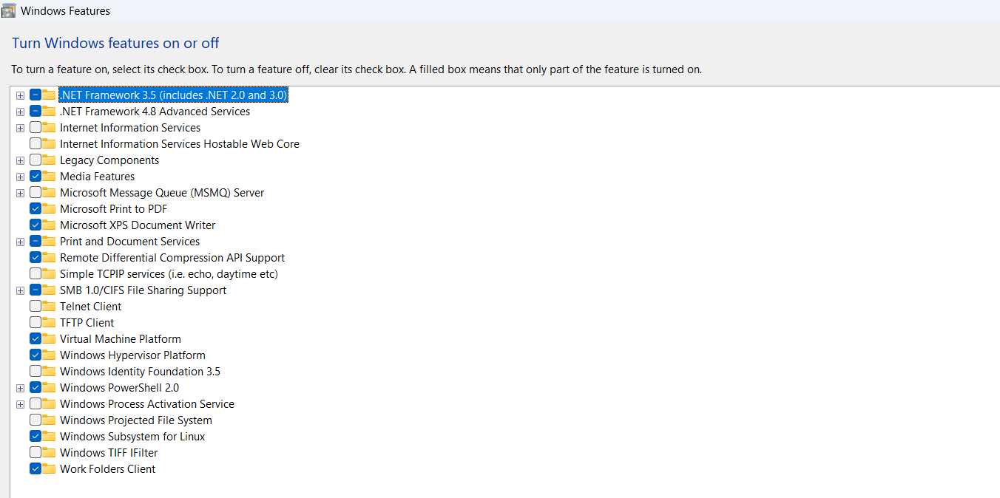 Windows Features
Turn Windows features on or off
To turn a feature on, select its check box. To turn a feature off, clear its check box. A filled box means that only part of the feature is turned on.
.NET Framework 3.5 (includes .NET 2.0 and 3.0)
.NET Framework 4.8 Advanced Services
Internet Information Services
Internet Information Services Hostable Web Core
Legacy Components
Media Features
Microsoft Message Queue (MSMQ) Server
Microsoft Print to PDF
Microsoft XPS Document Writer
Print and Document Services
Remote Differential Compression API Support
Simple TCPIP services (i.e. echo, daytime etc)
SMB 1.0/CIFS File Sharing Support
Telnet Client
TFTP Client
Virtual Machine Platform
Windows Hypervisor Platform
Windows Identity Foundation 3.5
Windows PowerShell 2.0
Windows Process Activation Service
Windows Projected File System
Windows Subsystem for Linux
Windows TIFF IFilter
Work Folders Client